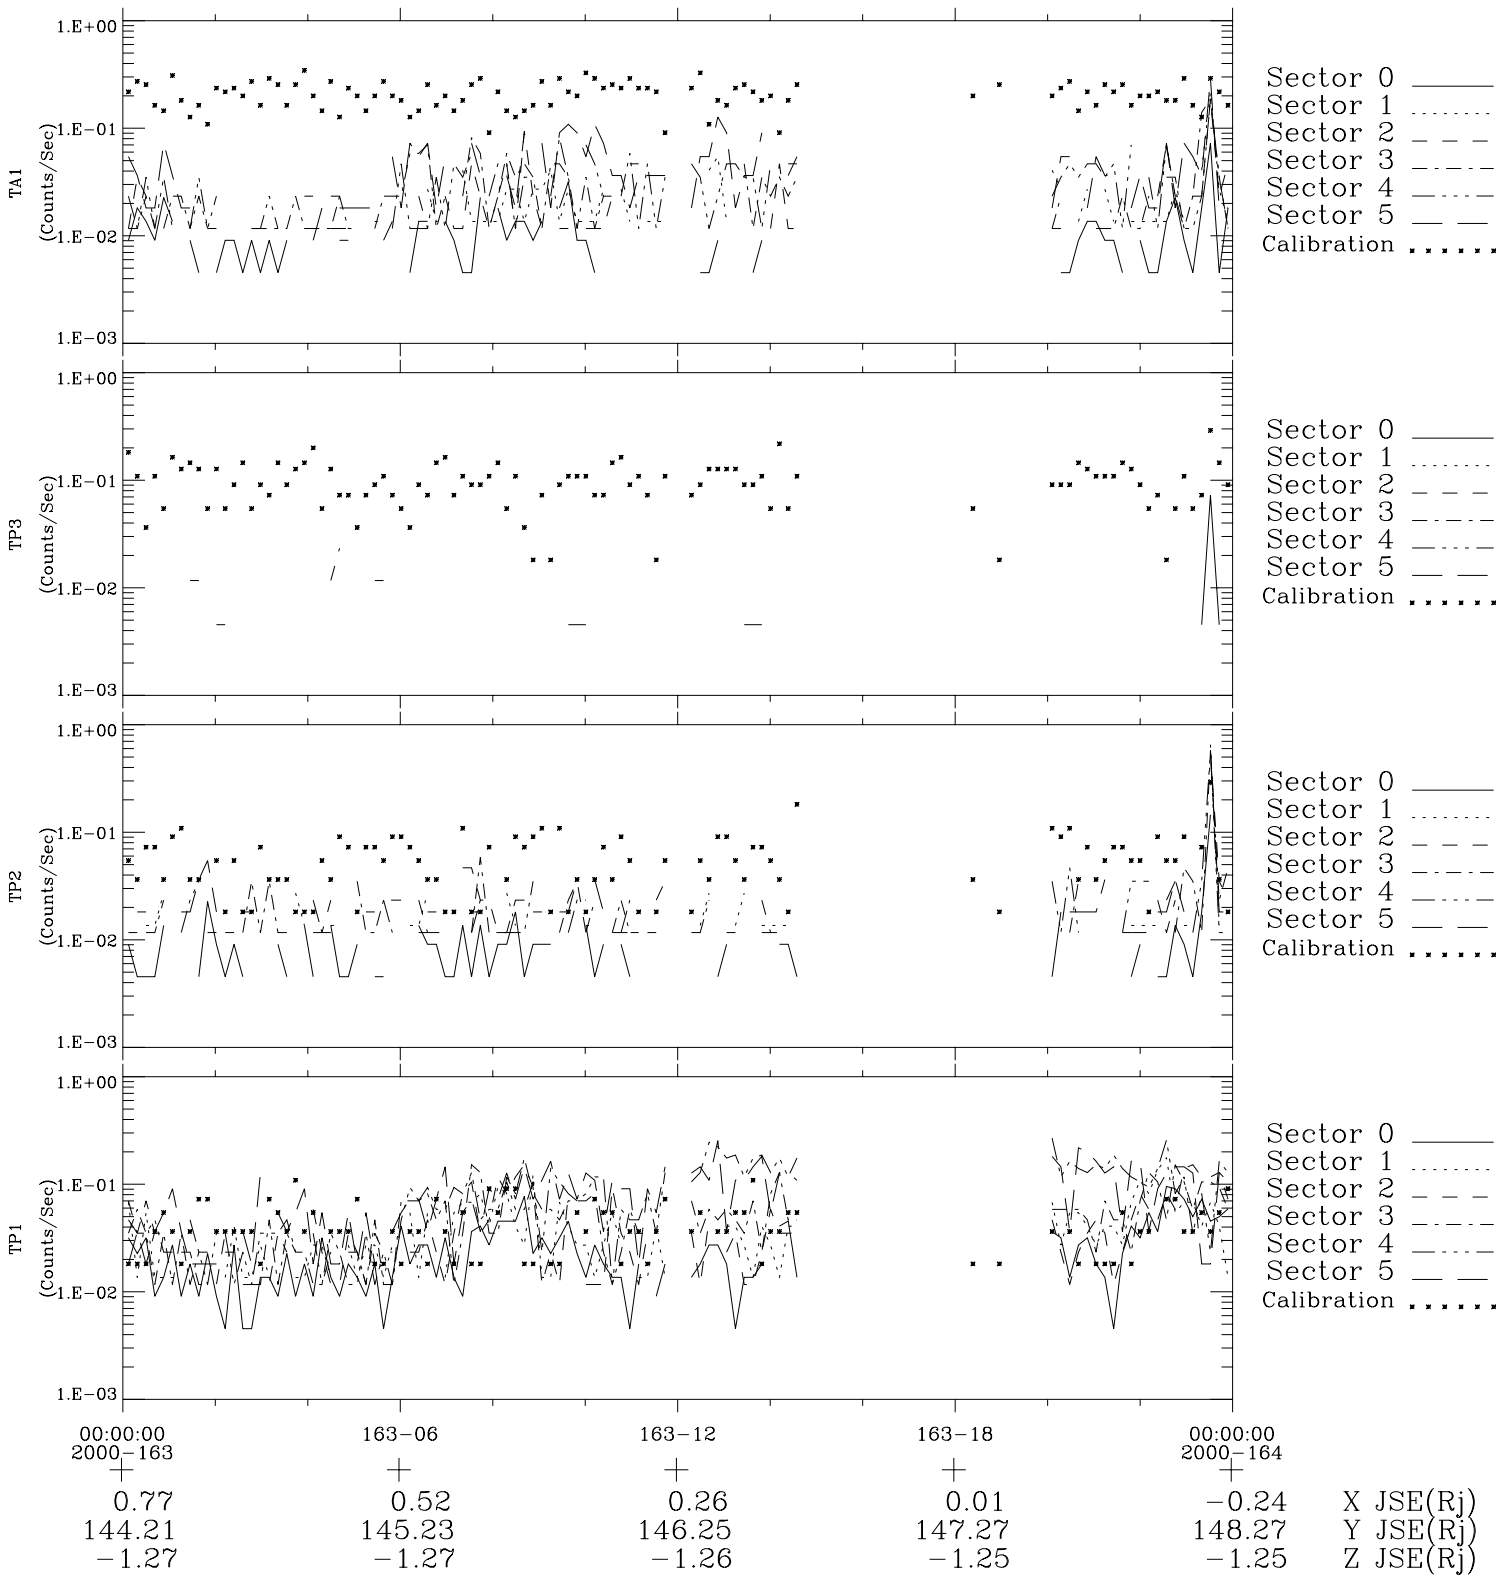 1.E+00
1.E-01
1.E-02
1.E-03
TA1
(Counts/Sec)
Sector 0
Sector 1
Sector 2
Sector 3
Sector 4
Sector 5
Calibration
1.E+00
1.E-01
1.E-02
1.E-03
TP3
(Counts/Sec)
Sector 0
Sector 1
Sector 2
Sector 3
Sector 4
Sector 5
Calibration
1.E+00
1.E-01
1.E-02
1.E-03
TP2
(Counts/Sec)
Sector 0
Sector 1
Sector 2
Sector 3
Sector 4
Sector 5
Calibration
1.E+00
1.E-01
1.E-02
1.E-03
TP1
(Counts/Sec)
Sector 0
Sector 1
Sector 2
Sector 3
Sector 4
Sector 5
Calibration
00:00:00 163-06 163-12 163-18 00:00:00
2000-163 2000-164
0.77 0.52 0.26 0.01 -0.24 X JSE(Rj)
144.21 145.23 146.25 147.27 148.27 Y JSE(Rj)
-1.27 -1.27 -1.26 -1.25 -1.25 Z JSE(Rj)